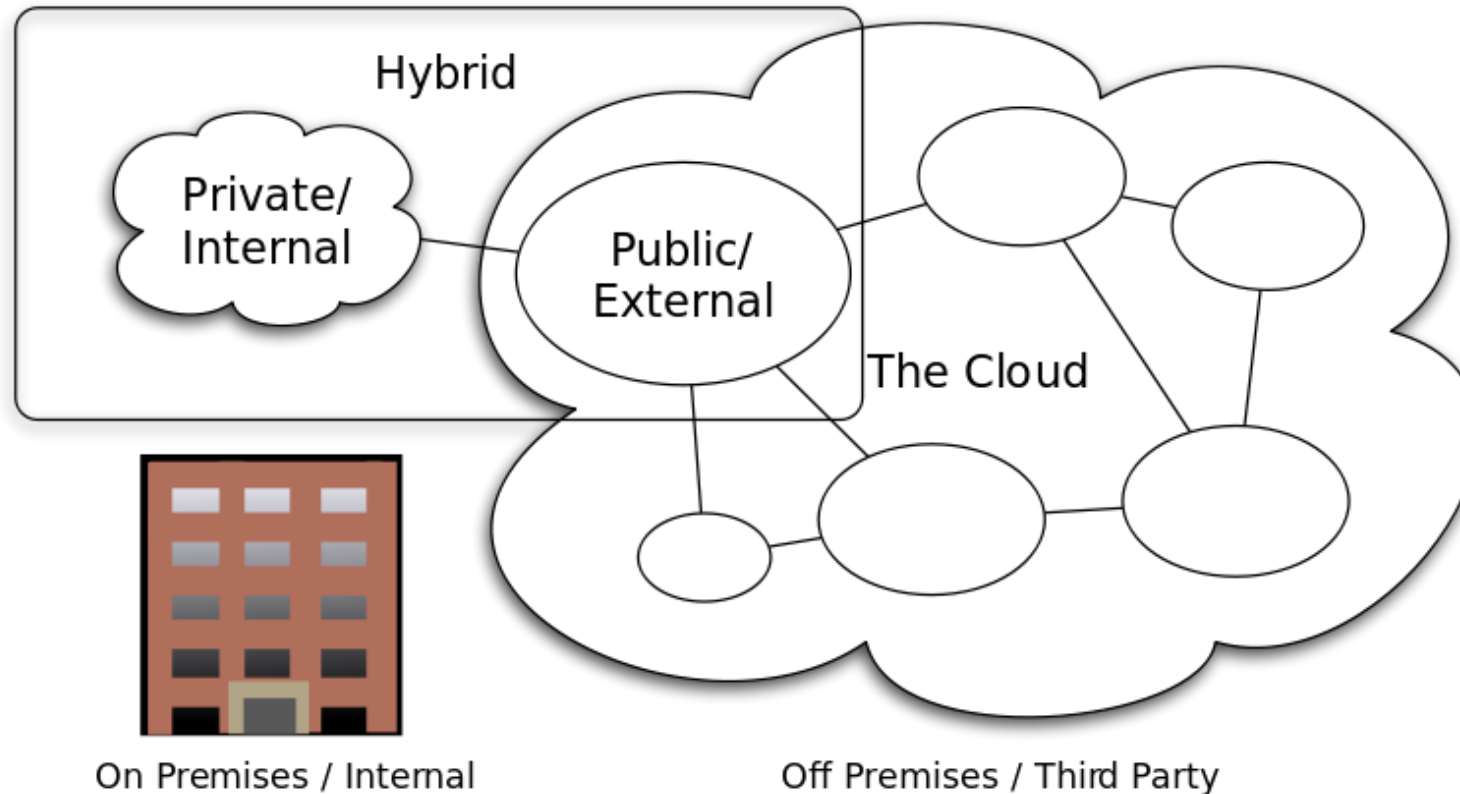 Hybrid
Private/
Internal
Public/
External
The Cloud
On Premises / Internal
Off Premises / Third Party